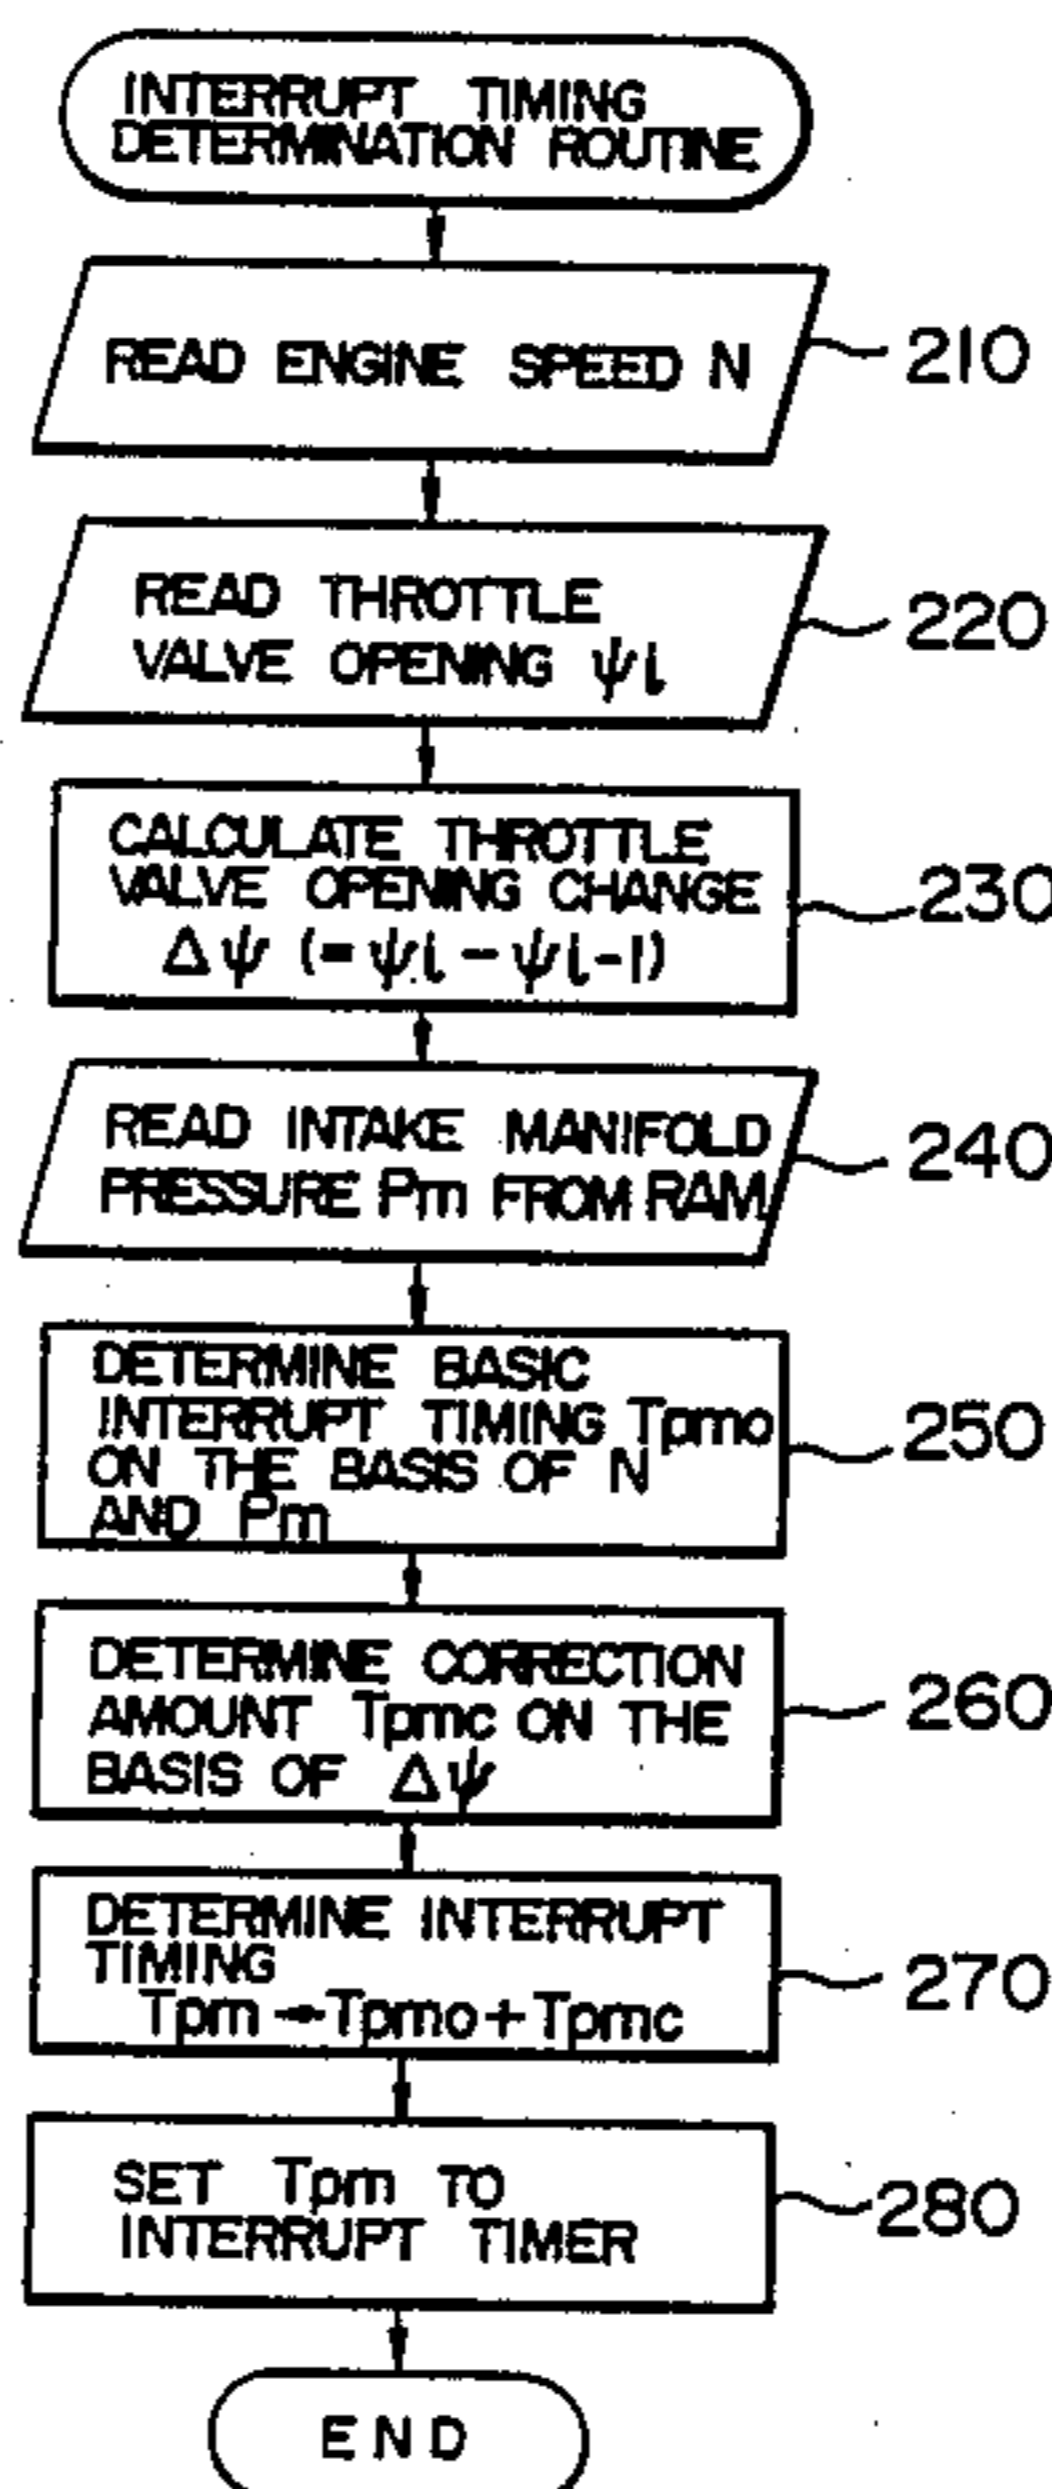 INTERRUPT TIMING
DETERMINATION ROUTINE
READ ENGINE SPEED N
210
READ THROTTLE
VALVE OPENING ψi
220
CALCULATE THROTTLE
VALVE OPENING CHANGE
Δψ (=ψi-ψi-1)
230
READ INTAKE MANIFOLD
PRESSURE Pm FROM RAM
240
DETERMINE BASIC
INTERRUPT TIMING Tpmo
ON THE BASIS OF N
AND Pm
250
DETERMINE CORRECTION
AMOUNT Tpmc ON THE
BASIS OF Δψ
260
DETERMINE INTERRUPT
TIMING
Tpm←Tpmo+Tpmc
270
SET Tpm TO
INTERRUPT TIMER
280
END